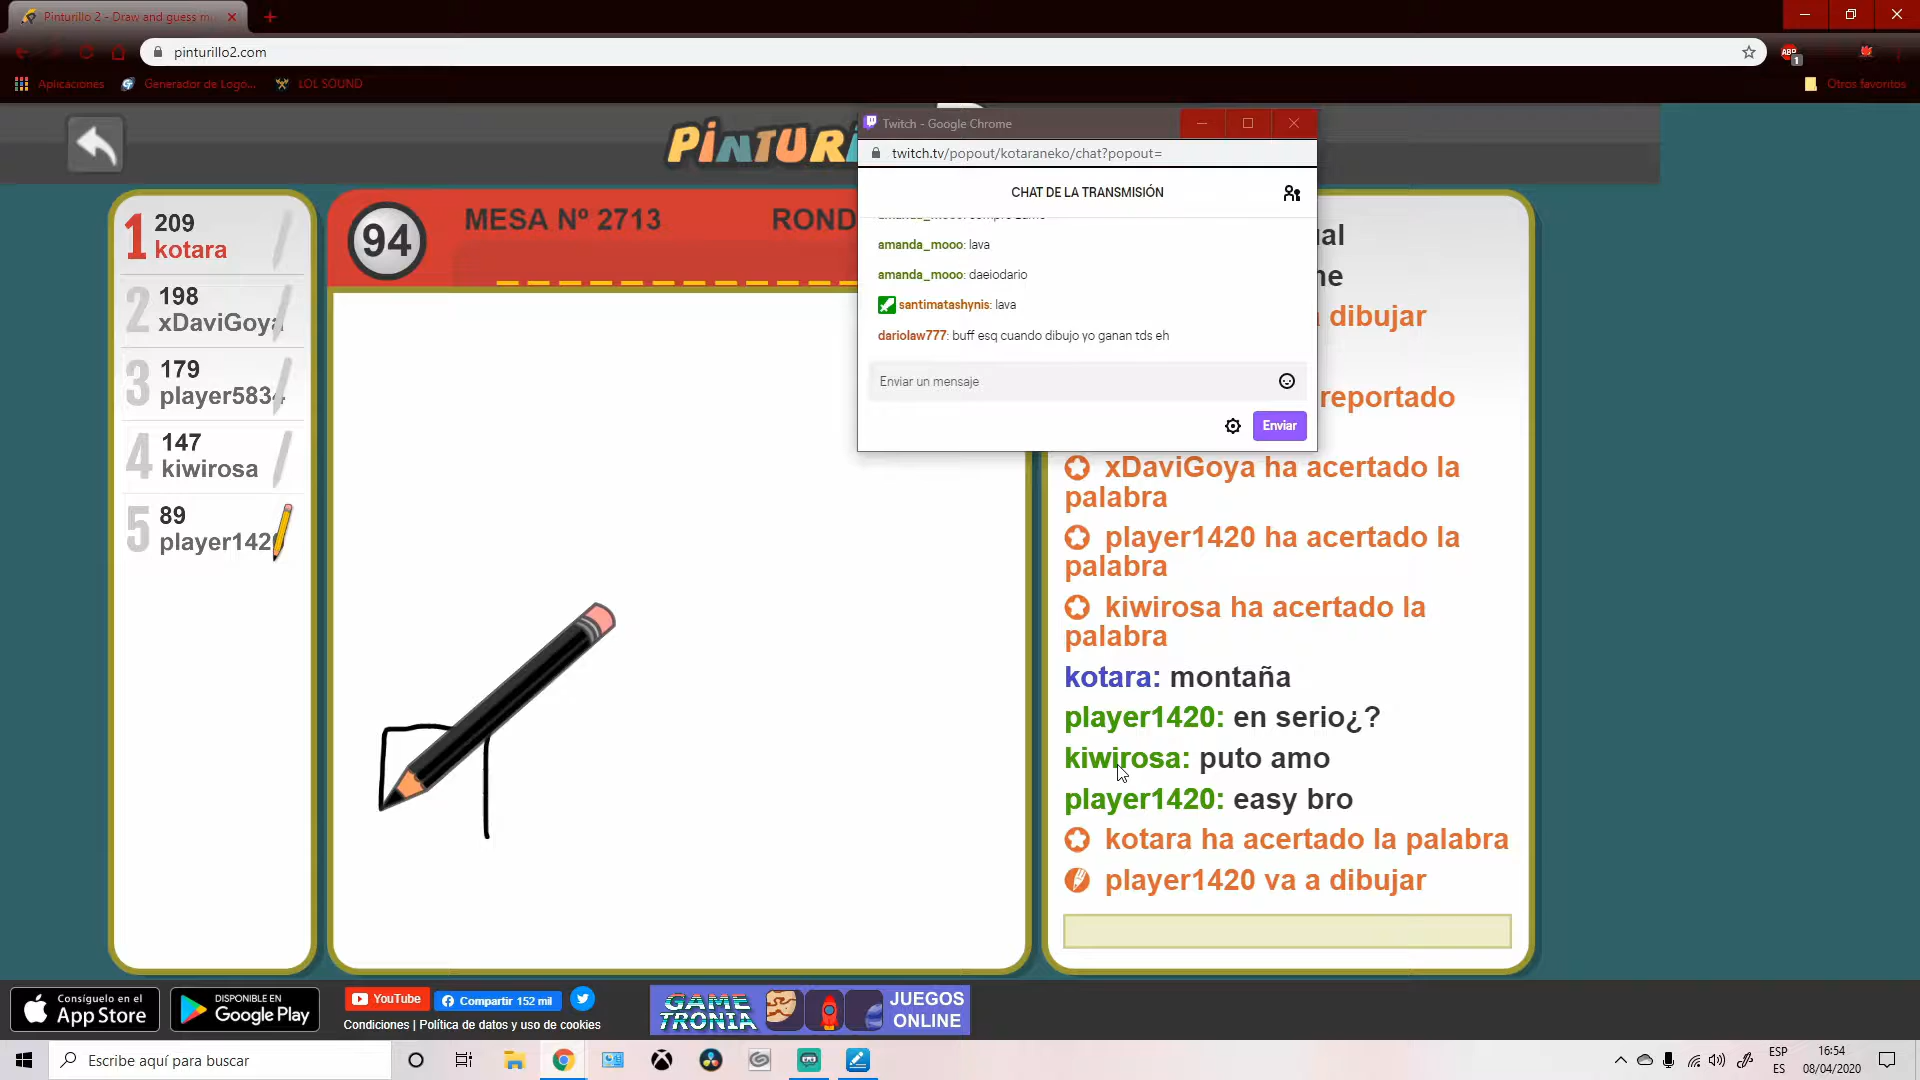 Pinturillo 2 - Draw and guess m
pinturillo2.com
ABP
1
Aplicaciones
Generador de Logo...
LOL SOUND
Otros favoritos
Twitch - Google Chrome
twitch.tv/popout/kotaraneko/chat?popout=
CHAT DE LA TRANSMISIÓN
amanda_mooo: lava
amanda_mooo: daeiodario
santimatashynis: lava
dariolaw777: buff esq cuando dibujo yo ganan tds eh
Enviar un mensaje
Enviar
PINTURI
1
209
kotara
2
198
xDaviGoya
3
179
player5834
4
147
kiwirosa
5
89
player1420
94
MESA Nº 2713
ROND
dibujar
reportado
xDaviGoya ha acertado la
palabra
player1420 ha acertado la
palabra
kiwirosa ha acertado la
palabra
kotara: montaña
player1420: en serio¿?
kiwirosa: puto amo
player1420: easy bro
kotara ha acertado la palabra
player1420 va a dibujar
Consíguelo en el
App Store
DISPONIBLE EN
Google Play
YouTube
Compartir 152 mil
Condiciones | Política de datos y uso de cookies
GAME
TRONIA
JUEGOS
ONLINE
Escribe aquí para buscar
ESP
ES
16:54
08/04/2020